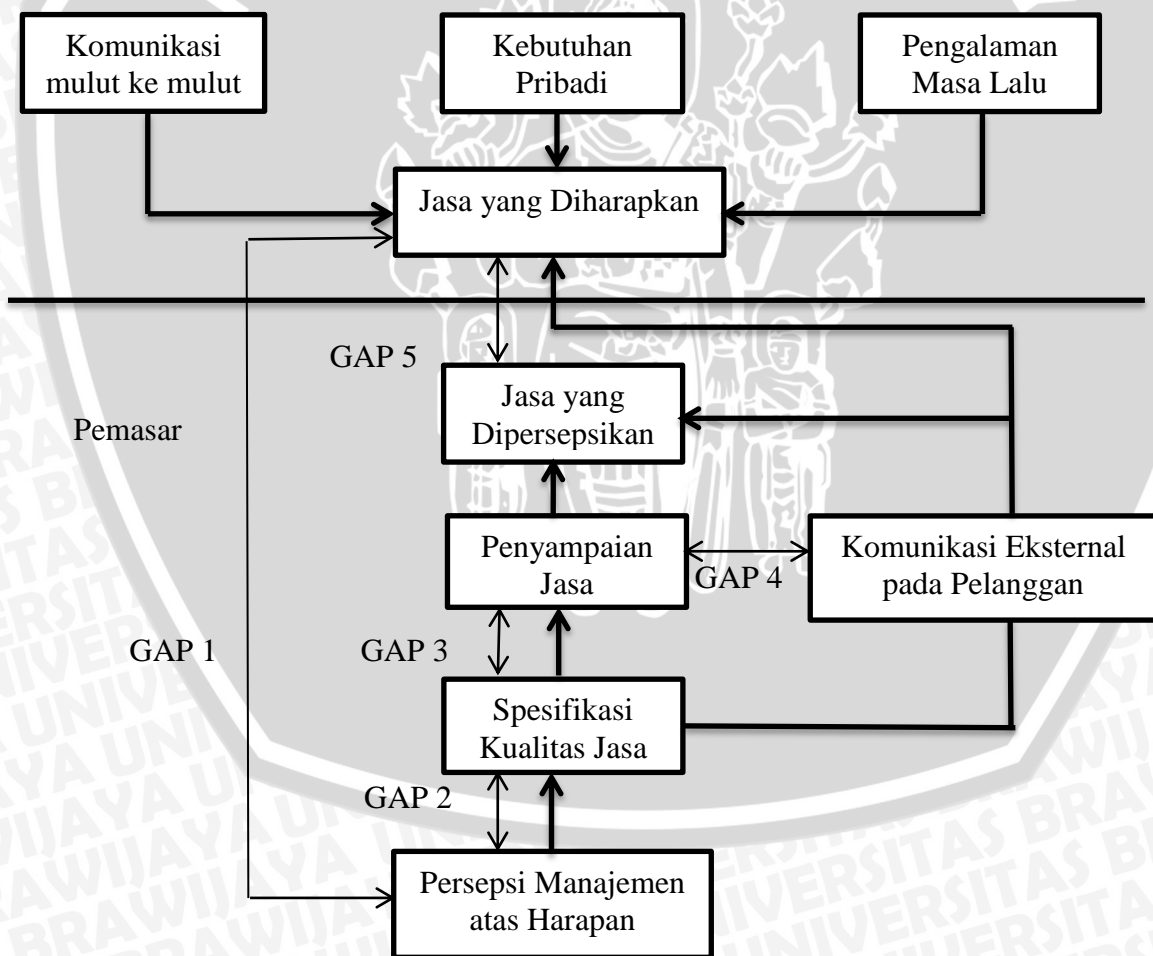 Komunikasi
mulut ke mulut
Kebutuhan
Pribadi
Pengalaman
Masa Lalu
Jasa yang Diharapkan
GAP 5
Jasa yang
Dipersepsikan
Pemasar
Penyampaian
Jasa
GAP 4
Komunikasi Eksternal
pada Pelanggan
GAP 1
GAP 3
Spesifikasi
Kualitas Jasa
GAP 2
Persepsi Manajemen
atas Harapan